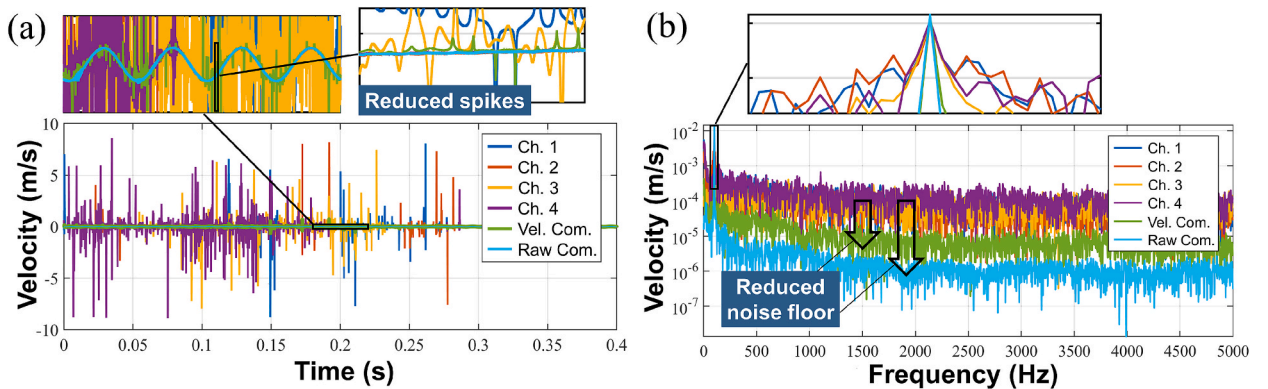 (a)
Reduced spikes
Velocity (m/s)
10
5
0
-5
-10
0
0.05
0.1
0.15
0.2
0.25
0.3
0.35
0.4
Time (s)
Ch. 1
Ch. 2
Ch. 3
Ch. 4
Vel. Com.
Raw Com.
(b)
Velocity (m/s)
10⁻²
10⁻³
10⁻⁴
10⁻⁵
10⁻⁶
10⁻⁷
0
500
1000
1500
2000
2500
3000
3500
4000
4500
5000
Frequency (Hz)
Ch. 1
Ch. 2
Ch. 3
Ch. 4
Vel. Com.
Raw Com.
Reduced
noise floor